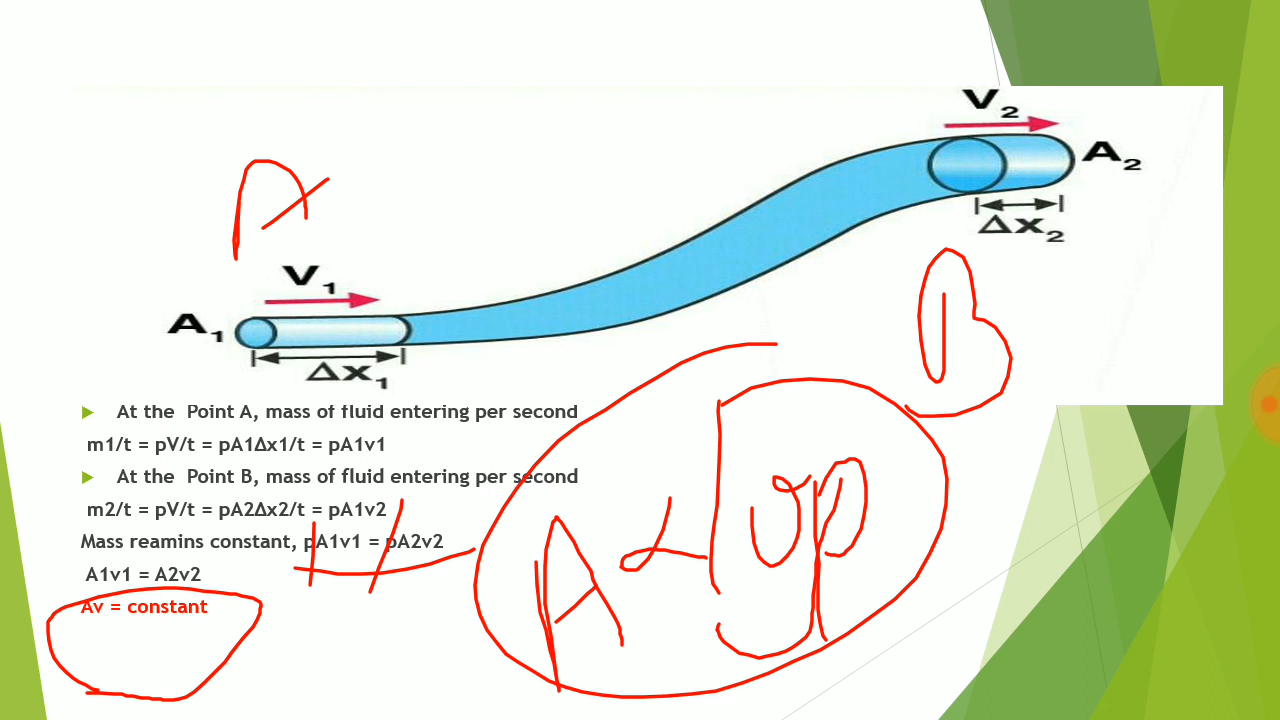 V2
A2
Δx2
A
V1
A1
Δx1
B
At the Point A, mass of fluid entering per second
m1/t = pV/t = pA1Δx1/t = pA1v1
At the Point B, mass of fluid entering per second
m2/t = pV/t = pA2Δx2/t = pA1v2
Mass reamins constant, pA1v1 = pA2v2
A1v1 = A2v2
Av = constant